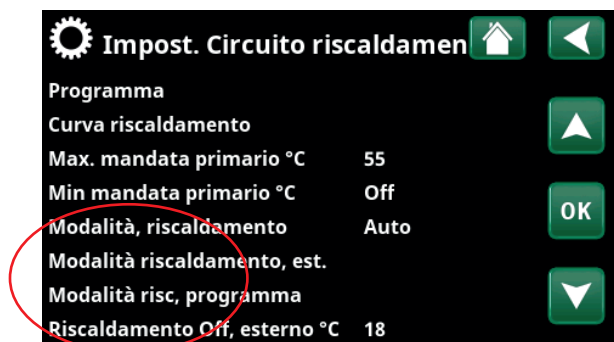 Impost. Circuito riscaldamen
Programma
Curva riscaldamento
Max. mandata primario °C 55
Min mandata primario °C Off
Modalità, riscaldamento Auto
OK
Modalità riscaldamento, est.
Modalità risc, programma
Riscaldamento Off, esterno °C 18